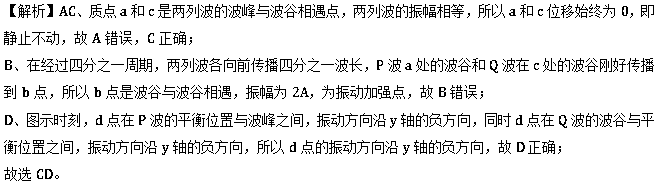 【解析】AC、质点 a 和 c 是两列波的波峰与波谷相遇点，两列波的振幅相等，所以 a 和 c 位移始终为 0，即
静止不动，故 A 错误，C 正确；
B、在经过四分之一周期，两列波各向前传播四分之一波长，P 波 a 处的波谷和 Q 波在 c 处的波谷刚好传播
到 b 点，所以 b 点是波谷与波谷相遇，振幅为 2A，为振动加强点，故 B 错误；
D、图示时刻，d 点在 P 波的平衡位置与波峰之间，振动方向沿 y 轴的负方向，同时 d 点在 Q 波的波谷与平
衡位置之间，振动方向沿 y 轴的负方向，所以 d 点的振动方向沿 y 轴的负方向，故 D 正确；
故选 CD。